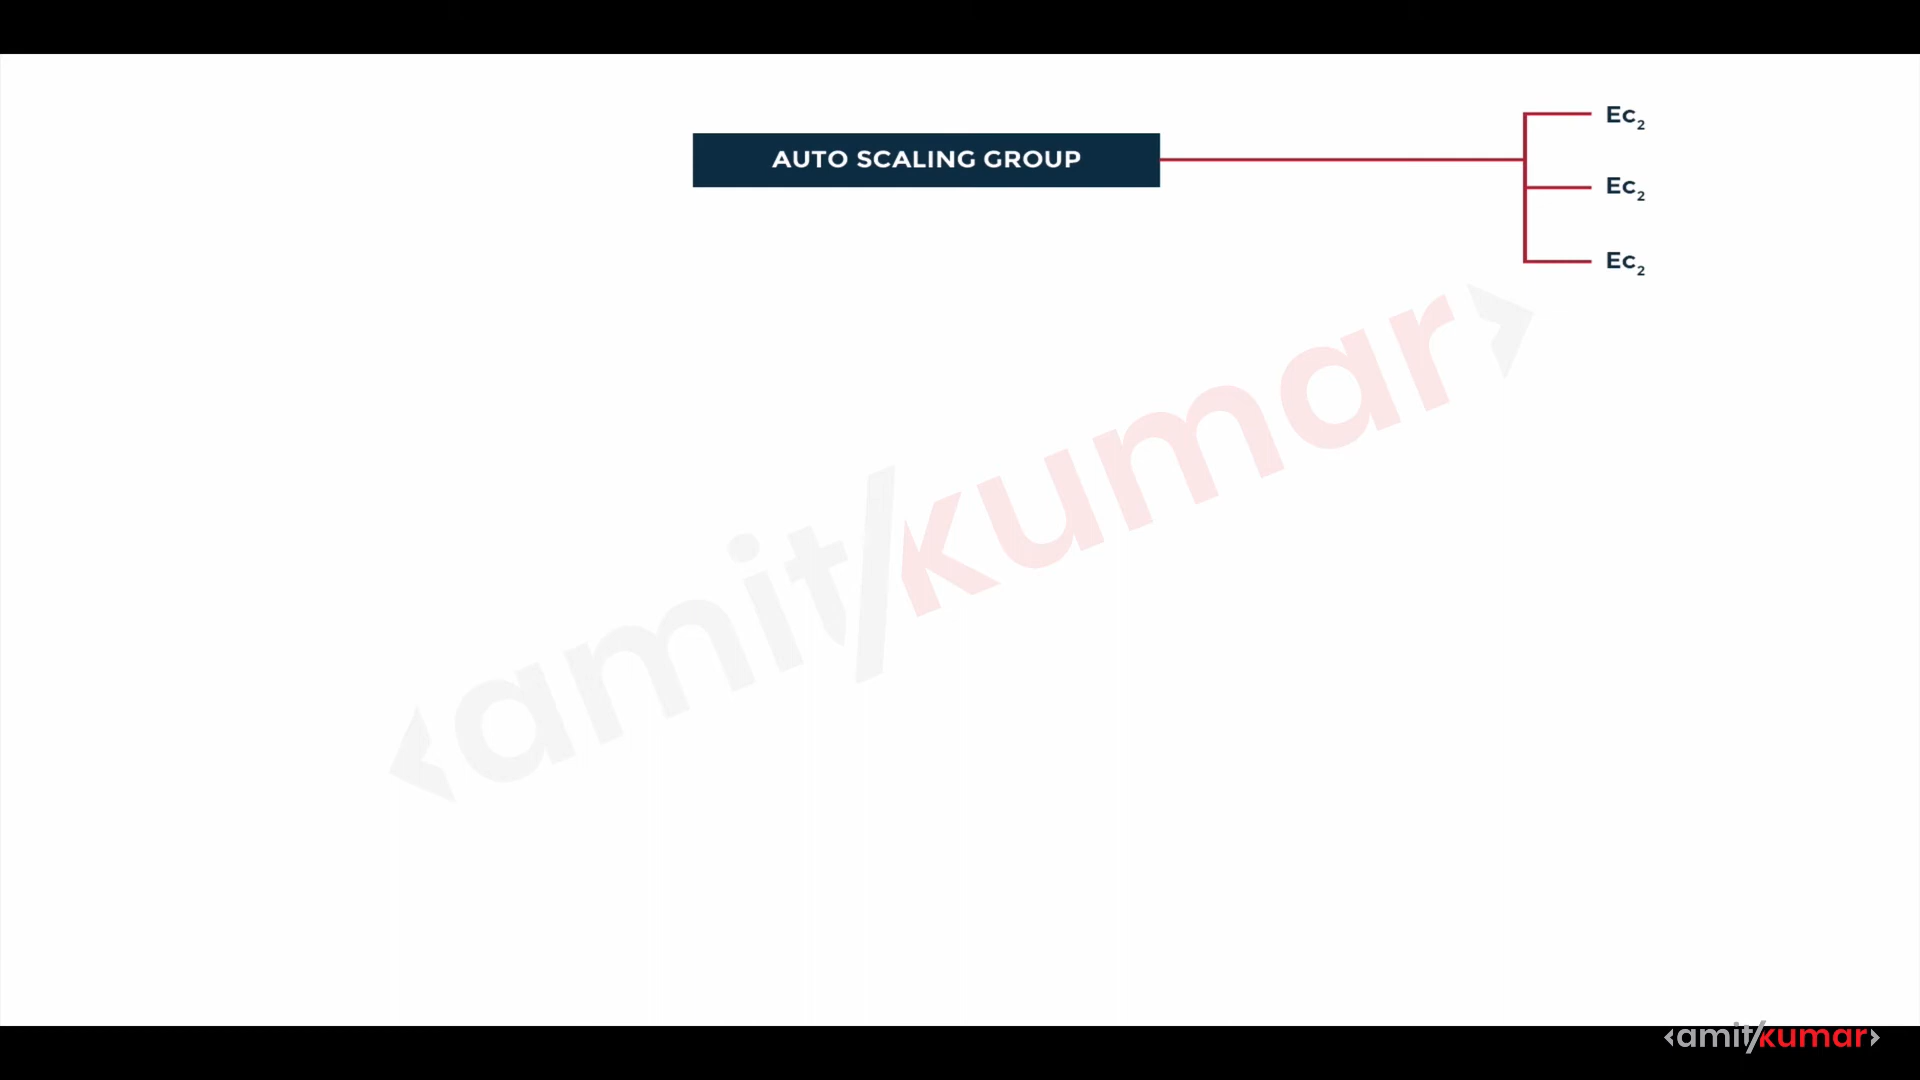 AUTO SCALING GROUP
Ec₂
Ec₂
Ec₂
<amit/kumar>
<amit/kumar>